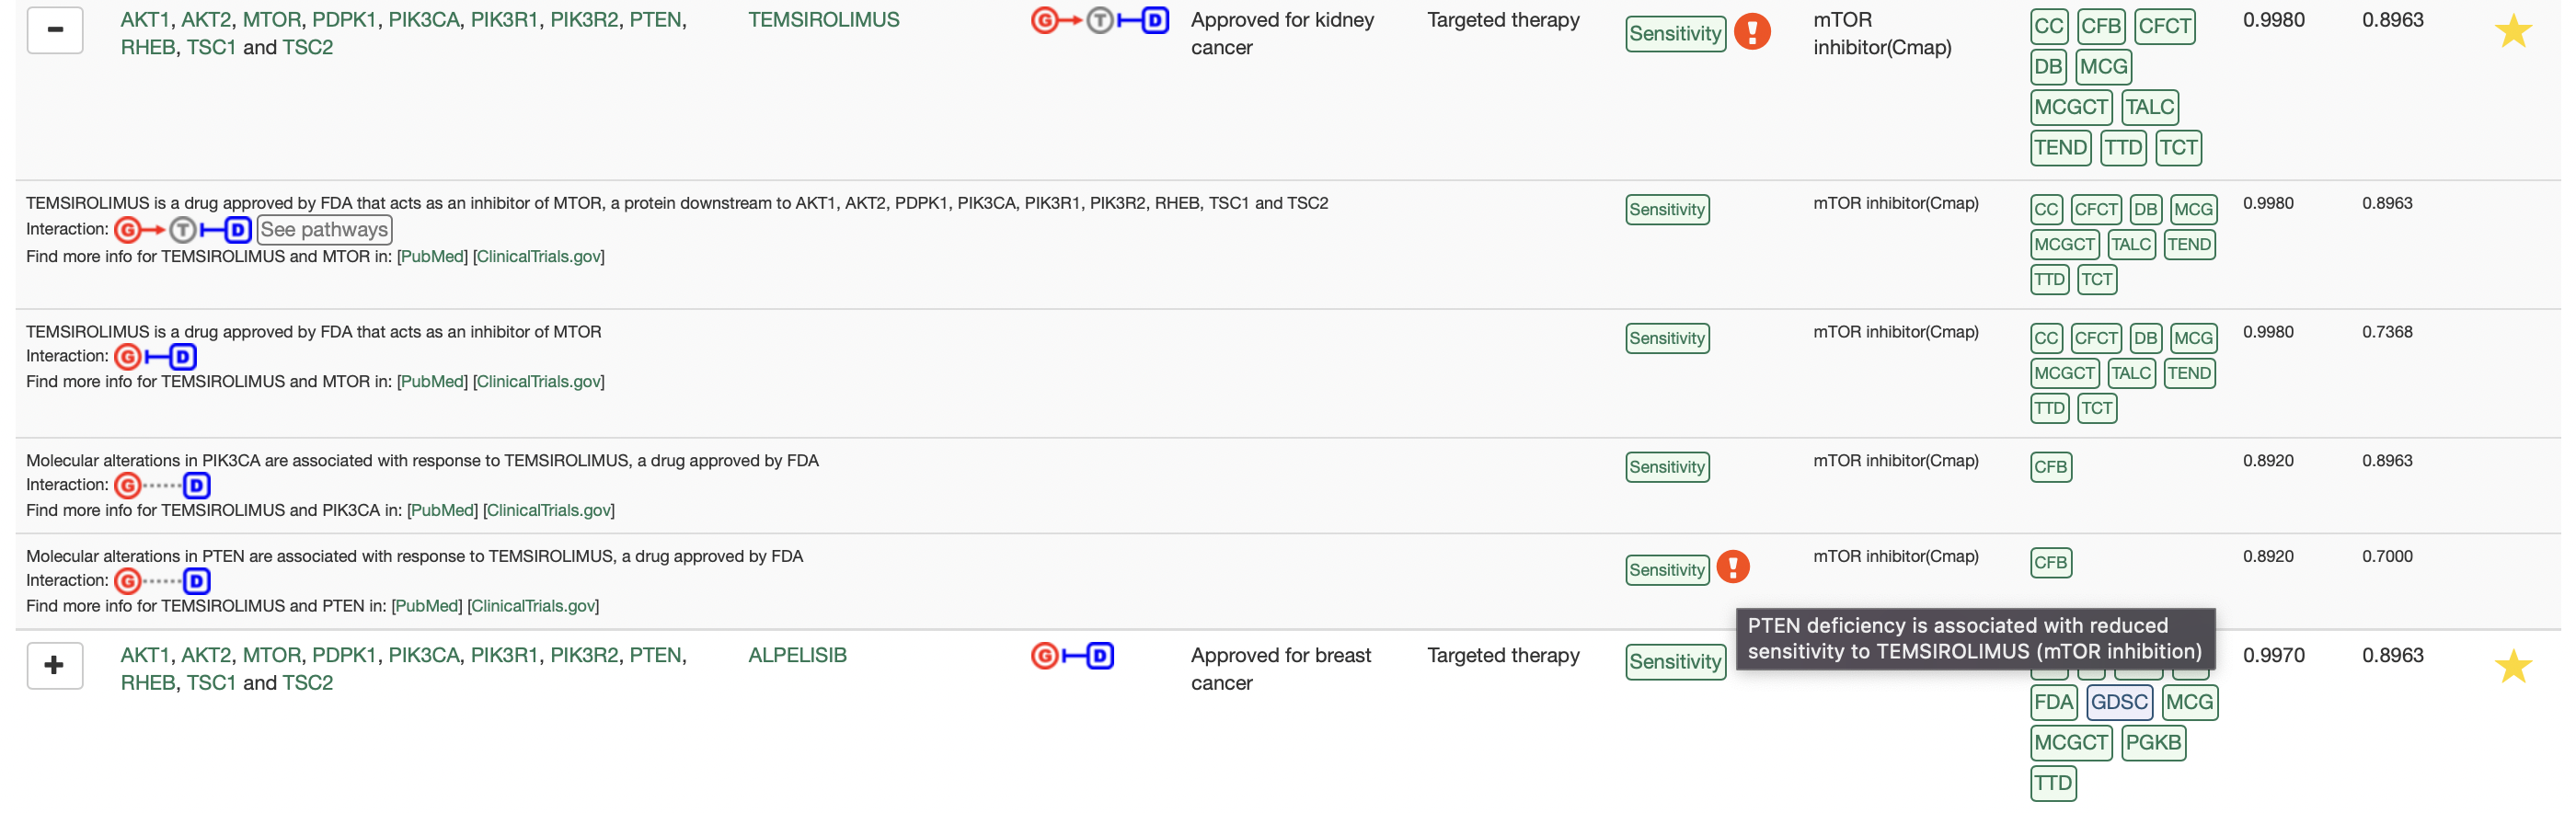 − AKT1, AKT2, MTOR, PDPK1, PIK3CA, PIK3R1, PIK3R2, PTEN, TEMSIROLIMUS G T D Approved for kidney Targeted therapy Sensitivity ! mTOR CC CFB CFCT 0.9980 0.8963
RHEB, TSC1 and TSC2 cancer inhibitor(Cmap)
DB MCG
MCGCT TALC
TEND TTD TCT
TEMSIROLIMUS is a drug approved by FDA that acts as an inhibitor of MTOR, a protein downstream to AKT1, AKT2, PDPK1, PIK3CA, PIK3R1, PIK3R2, RHEB, TSC1 and TSC2 Sensitivity mTOR inhibitor(Cmap) CC CFCT DB MCG 0.9980 0.8963
Interaction: G T D See pathways MCGCT TALC TEND
Find more info for TEMSIROLIMUS and MTOR in: [PubMed] [ClinicalTrials.gov]
TTD TCT
TEMSIROLIMUS is a drug approved by FDA that acts as an inhibitor of MTOR Sensitivity mTOR inhibitor(Cmap) CC CFCT DB MCG 0.9980 0.7368
Interaction: G D MCGCT TALC TEND
Find more info for TEMSIROLIMUS and MTOR in: [PubMed] [ClinicalTrials.gov]
TTD TCT
Molecular alterations in PIK3CA are associated with response to TEMSIROLIMUS, a drug approved by FDA Sensitivity mTOR inhibitor(Cmap) CFB 0.8920 0.8963
Interaction: G D
Find more info for TEMSIROLIMUS and PIK3CA in: [PubMed] [ClinicalTrials.gov]
Molecular alterations in PTEN are associated with response to TEMSIROLIMUS, a drug approved by FDA Sensitivity ! mTOR inhibitor(Cmap) CFB 0.8920 0.7000
Interaction: G D
Find more info for TEMSIROLIMUS and PTEN in: [PubMed] [ClinicalTrials.gov]
PTEN deficiency is associated with reduced
sensitivity to TEMSIROLIMUS (mTOR inhibition)
+ AKT1, AKT2, MTOR, PDPK1, PIK3CA, PIK3R1, PIK3R2, PTEN, ALPELISIB G D Approved for breast Targeted therapy Sensitivity 0.9970 0.8963
RHEB, TSC1 and TSC2 cancer
FDA GDSC MCG
MCGCT PGKB
TTD